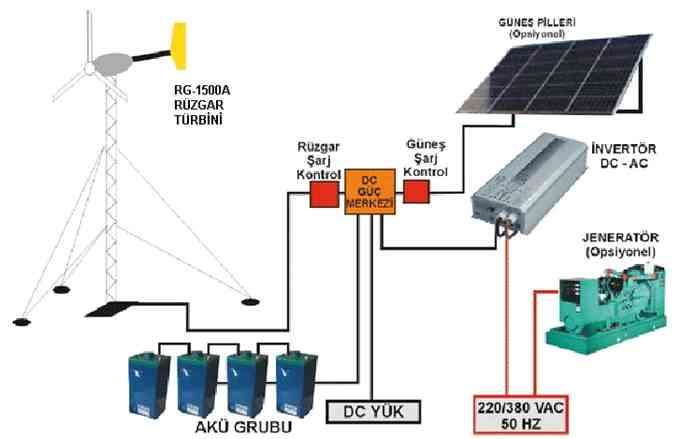 GÜNEŞ PİLLERİ
(Opsiyonel)
RG-1500A
RÜZGAR
TÜRBİNİ
Rüzgar
Şarj
Kontrol
DC
GÜÇ
MERKEZİ
Güneş
Şarj
Kontrol
İNVERTÖR
DC - AC
JENERATÖR
(Opsiyonel)
AKÜ GRUBU
DC YÜK
220/380 VAC
50 HZ